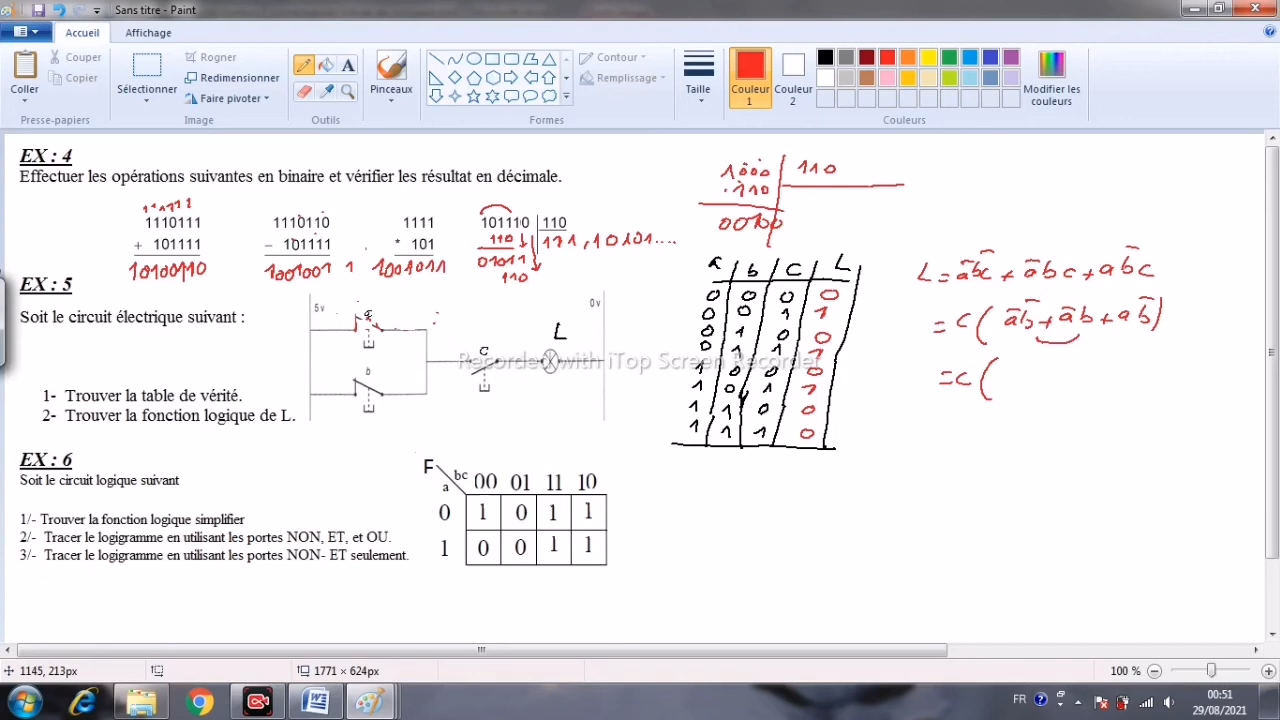 Sans titre - Paint
Accueil Affichage
Coller
Couper
Copier
Presse-papiers
Sélectionner
Rogner
Redimensionner
Faire pivoter
Image
Outils
Pinceaux
Contour
Remplissage
Formes
Taille
Couleur 1
Couleur 2
Modifier les couleurs
Couleurs
EX : 4
Effectuer les opérations suivantes en binaire et vérifier les résultat en décimale.
1110111
+ 101111
10100110
1110110
- 101111
1001001 1
1111
* 101
1001011
101110 110
110 111,10101....
01011
110
1000 110
.110
00100
EX : 5
Soit le circuit électrique suivant :
1- Trouver la table de vérité.
2- Trouver la fonction logique de L.
5v
0v
a
b
C
L
Recorded with iTop Screen Recorder
a b c L
0 0 0 0
0 0 1 1
0 1 0 0
0 1 1 1
1 0 0 0
1 0 1 1
1 1 0 0
1 1 1 0
L = a̅b̅c + a̅bc + ab̅c
= c ( a̅b̅ + a̅b + ab̅ )
= c (
EX : 6
Soit le circuit logique suivant
1/- Trouver la fonction logique simplifier
2/- Tracer le logigramme en utilisant les portes NON, ET, et OU.
3/- Tracer le logigramme en utilisant les portes NON- ET seulement.
F bc 00 01 11 10
a
0 1 0 1 1
1 0 0 1 1
1145, 213px
1771 × 624px
100 %
FR
00:51
29/08/2021